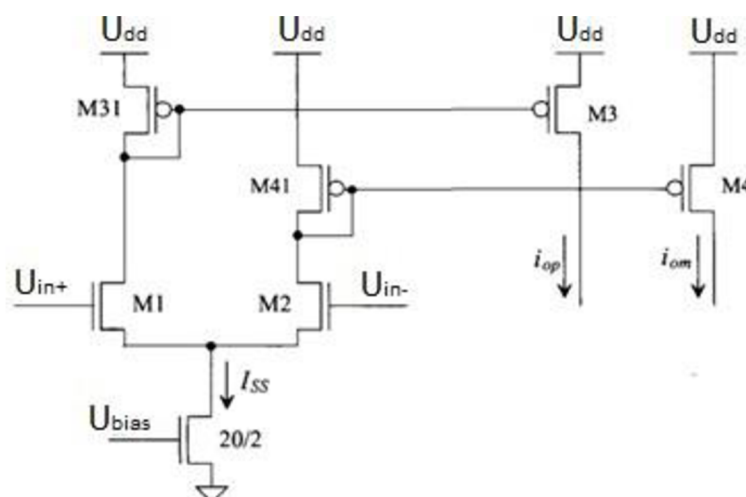 Udd Udd Udd Udd
M31 M3
M41 M4
iop iom
Uin+ M1 M2 Uin-
ISS
Ubias 20/2